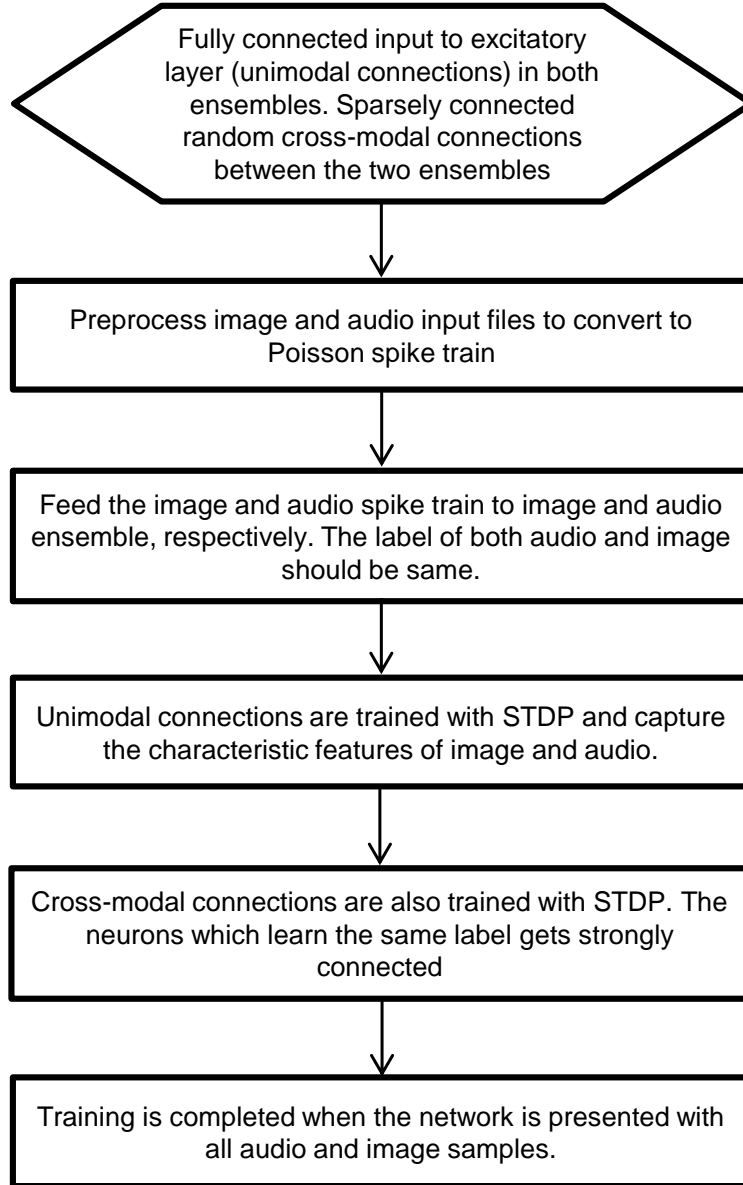 Fully connected input to excitatory
layer (unimodal connections) in both
ensembles. Sparsely connected
random cross-modal connections
between the two ensembles
Preprocess image and audio input files to convert to
Poisson spike train
Feed the image and audio spike train to image and audio
ensemble, respectively. The label of both audio and image
should be same.
Unimodal connections are trained with STDP and capture
the characteristic features of image and audio.
Cross-modal connections are also trained with STDP. The
neurons which learn the same label gets strongly
connected
Training is completed when the network is presented with
all audio and image samples.